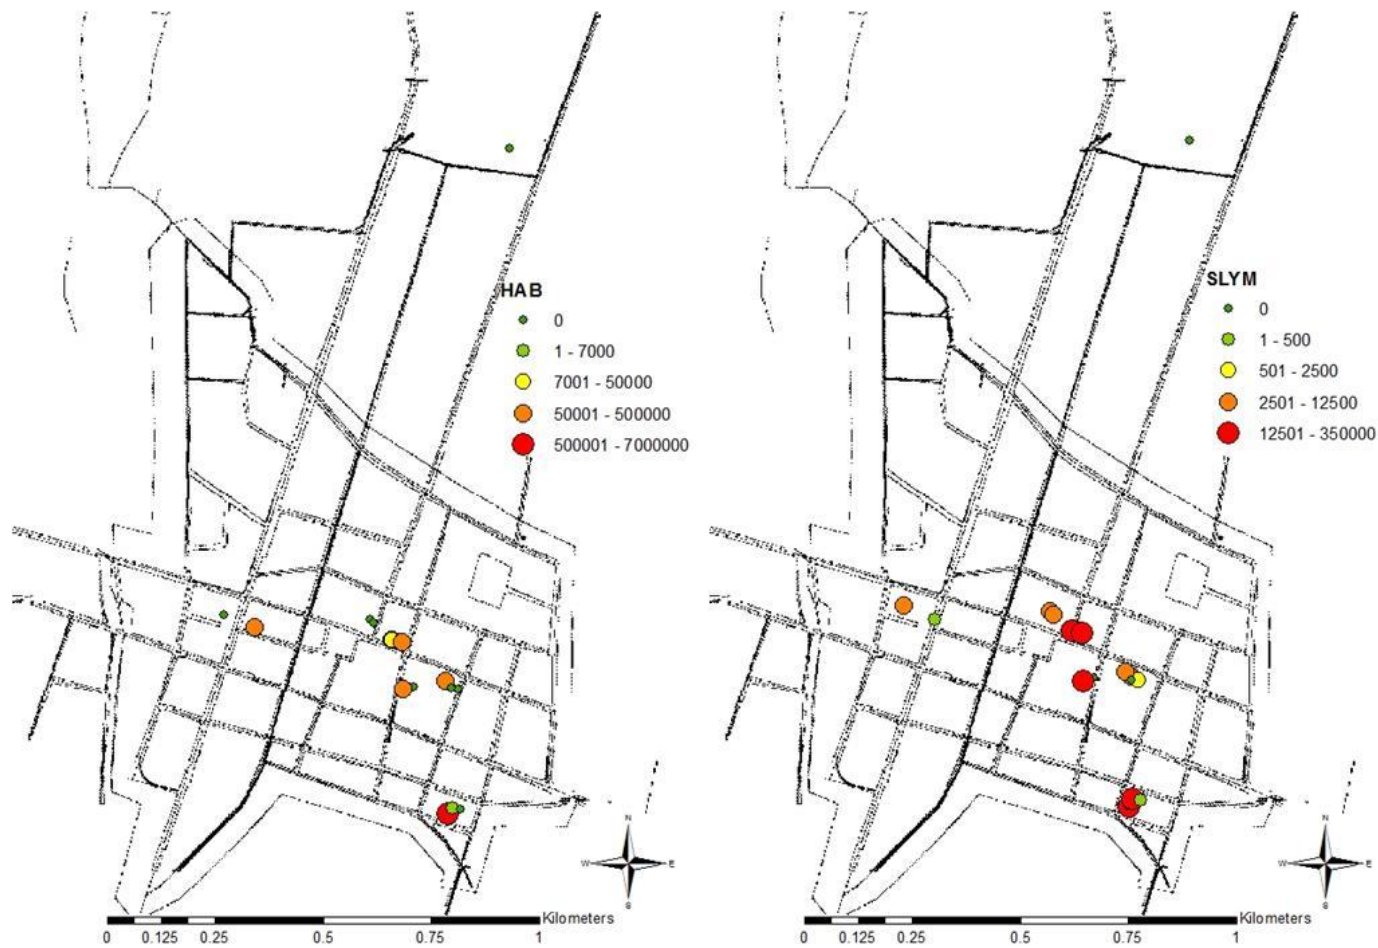 HAB
0
1 - 7000
7001 - 50000
50001 - 500000
500001 - 7000000
N
W E
S
Kilometers
0 0.125 0.25 0.5 0.75 1
SLYM
0
1 - 500
501 - 2500
2501 - 12500
12501 - 350000
N
W E
S
Kilometers
0 0.125 0.25 0.5 0.75 1